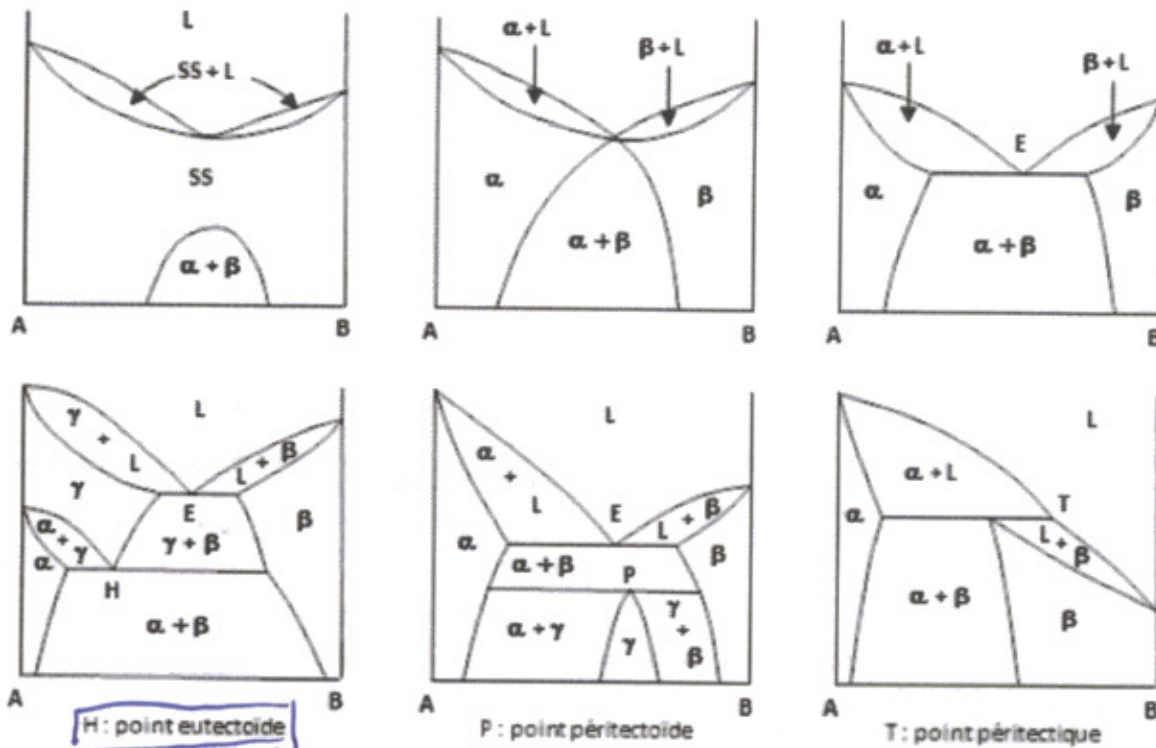 L
SS + L
SS
α + β
A B
α + L
β + L
α
β
α + β
A B
α + L
β + L
E
α
β
α + β
A B
L
γ + L
L + β
γ
E
β
α + γ
γ + β
α
H
α + β
A B
H : point eutectoïde
L
α + L
E
L + β
α
β
α + β
P
α + γ
γ
γ + β
A B
P : point péritectoïde
L
α + L
T
α
L + β
α + β
β
A B
T : point péritectique